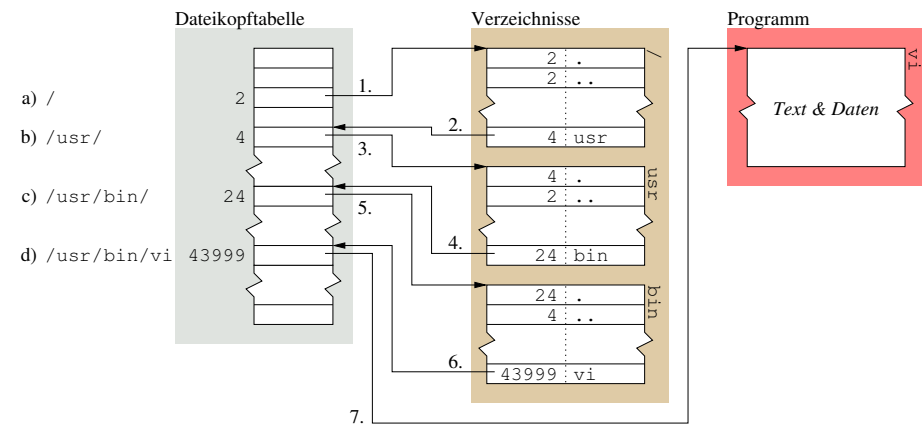 Dateikopftabelle
Verzeichnisse
Programm
a) /
2
b) /usr/
4
c) /usr/bin/
24
d) /usr/bin/vi
43999
1.
2.
3.
4.
5.
6.
7.
/
2 .
2 ..
4 usr
usr
4 .
2 ..
24 bin
bin
24 .
4 ..
43999 vi
vi
Text & Daten